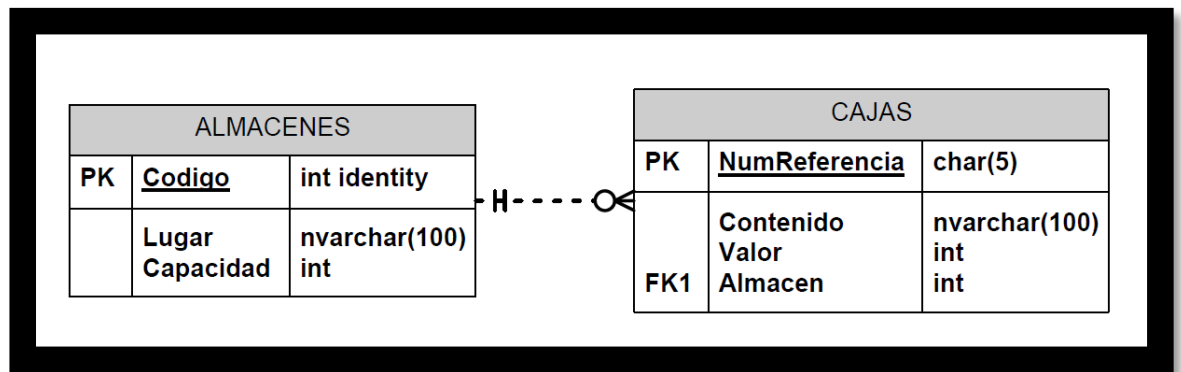 ALMACENES
PK Codigo int identity
Lugar nvarchar(100)
Capacidad int
CAJAS
PK NumReferencia char(5)
Contenido nvarchar(100)
Valor int
FK1 Almacen int